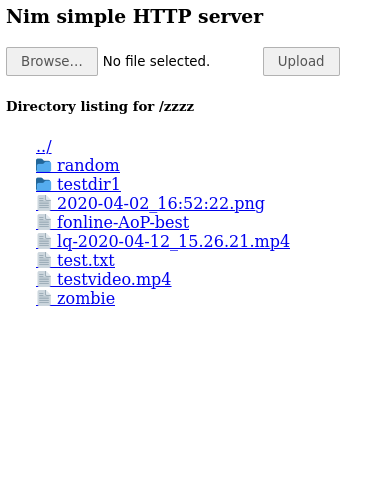 Nim simple HTTP server
Browse... No file selected. Upload
Directory listing for /zzzz
../
random
testdir1
2020-04-02_16:52:22.png
fonline-AoP-best
lq-2020-04-12_15.26.21.mp4
test.txt
testvideo.mp4
zombie